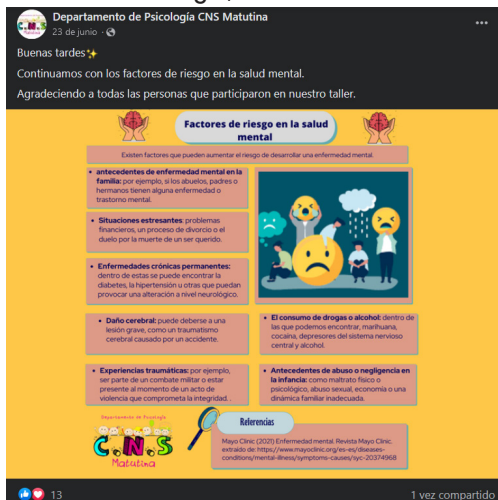 Departamento de Psicología CNS Matutina
23 de junio ·
Buenas tardes
Continuamos con los factores de riesgo en la salud mental.
Agradeciendo a todas las personas que participaron en nuestro taller.
Factores de riesgo en la salud
mental
Existen factores que pueden aumentar el riesgo de desarrollar una enfermedad mental.
• antecedentes de enfermedad mental en la
familia: por ejemplo, si los abuelos, padres o
hermanos tienen alguna enfermedad o
trastorno mental.
• Situaciones estresantes: problemas
financieros, un proceso de divorcio o el
duelo por la muerte de un ser querido.
• Enfermedades crónicas permanentes:
dentro de estas se puede encontrar la
diabetes, la hipertensión u otras que puedan
provocar una alteración a nivel neurológico.
• Daño cerebral: puede deberse a una
lesión grave, como un traumatismo
cerebral causado por un accidente.
• El consumo de drogas o alcohol: dentro de
las que podemos encontrar, marihuana,
cocaína, depresores del sistema nervioso
central y alcohol.
• Experiencias traumáticas: por ejemplo,
ser parte de un combate militar o estar
presente al momento de un acto de
violencia que comprometa la integridad...
• Antecedentes de abuso o negligencia en
la infancia: como maltrato físico o
psicológico, abuso sexual, economía o una
dinámica familiar inadecuada.
Departamento de Psicología
C.N.S
Matutina
Referencias
Mayo Clinic (2021) Enfermedad mental. Revista Mayo Clinic.
extraído de: https://www.mayoclinic.org/es-es/diseases-
conditions/mental-illness/symptoms-causes/syc-20374968
13
1 vez compartido